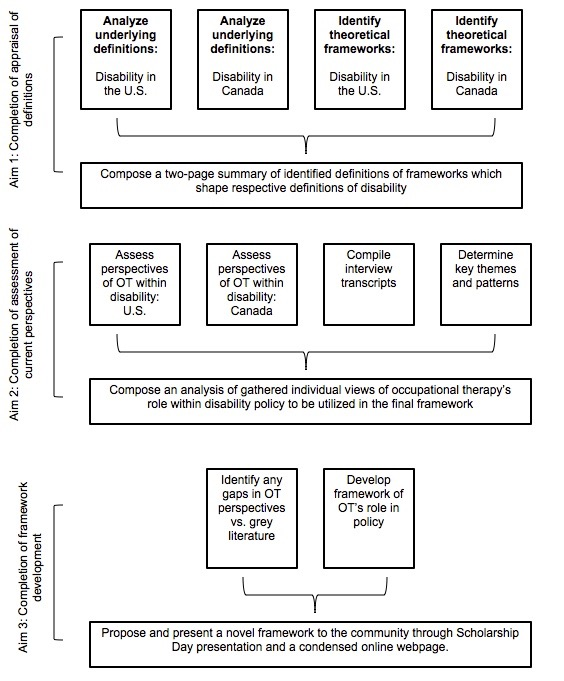 Aim 1: Completion of appraisal of
definitions
Analyze
underlying
definitions:
Disability in
the U.S.
Analyze
underlying
definitions:
Disability in
Canada
Identify
theoretical
frameworks:
Disability in
the U.S.
Identify
theoretical
frameworks:
Disability in
Canada
Compose a two-page summary of identified definitions of frameworks which
shape respective definitions of disability
Aim 2: Completion of assessment of
current perspectives
Assess
perspectives
of OT within
disability:
U.S.
Assess
perspectives
of OT within
disability:
Canada
Compile
interview
transcripts
Determine
key themes
and patterns
Compose an analysis of gathered individual views of occupational therapy's
role within disability policy to be utilized in the final framework
Aim 3: Completion of framework
development
Identify any
gaps in OT
perspectives
vs. grey
literature
Develop
framework of
OT's role in
policy
Propose and present a novel framework to the community through Scholarship
Day presentation and a condensed online webpage.